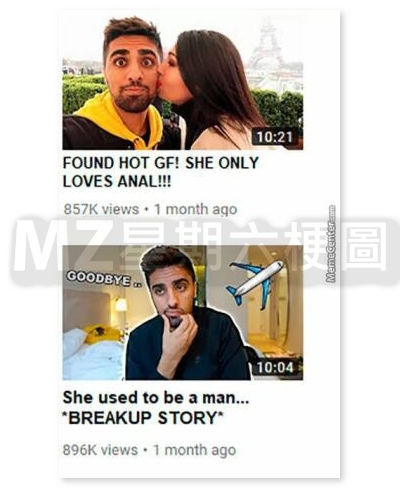 10:21
FOUND HOT GF! SHE ONLY
LOVES ANAL!!!
857K views • 1 month ago
MZ星期六梗圖
MemeCenter.com
GOODBYE ..
10:04
She used to be a man...
*BREAKUP STORY*
896K views • 1 month ago